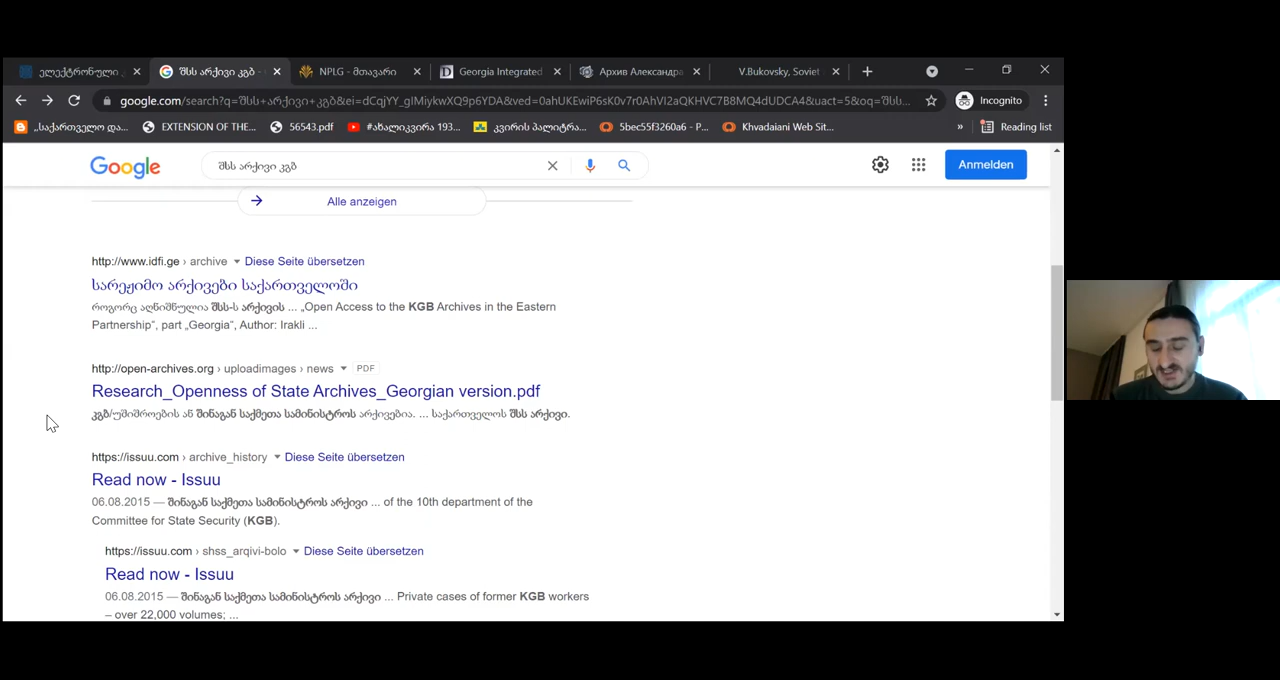 ელექტრონული
შსს არქივი კგბ -
NPLG - მთავარი
Georgia Integrated
Архив Александра
V.Bukovsky, Soviet
google.com/search?q=შსს+არქივი+კგბ&ei=dCqjYY_gIMiykwXQ9p6YDA&ved=0ahUKEwiP6sK0v7r0AhVI2aQKHVC7B8MQ4dUDCA4&uact=5&oq=შსს...
Incognito
„საქართველო და...
EXTENSION OF THE...
56543.pdf
#ახალიკვირა 193...
კვირის პალიტრა...
5bec55f3260a6 - P...
Khvadaiani Web Sit...
»
Reading list
Google
შსს არქივი კგბ
Anmelden
Alle anzeigen
http://www.idfi.ge › archive
Diese Seite übersetzen
სარეჟიმო არქივები საქართველოში
როგორც აღნიშნულია შსს-ს არქივის ... „Open Access to the KGB Archives in the Eastern
Partnership“, part „Georgia“, Author: Irakli ...
http://open-archives.org › uploadimages › news
PDF
Research_Openness of State Archives_Georgian version.pdf
კგბ/უშიშროების ან შინაგან საქმეთა სამინისტროს არქივებია. ... საქართველოს შსს არქივი.
https://issuu.com › archive_history
Diese Seite übersetzen
Read now - Issuu
06.08.2015 — შინაგან საქმეთა სამინისტროს არქივი ... of the 10th department of the
Committee for State Security (KGB).
https://issuu.com › shss_arqivi-bolo
Diese Seite übersetzen
Read now - Issuu
06.08.2015 — შინაგან საქმეთა სამინისტროს არქივი ... Private cases of former KGB workers
– over 22,000 volumes; ...